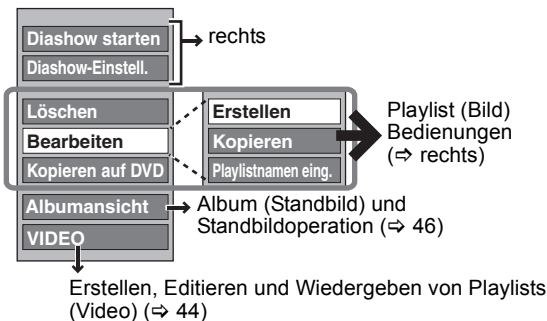 Diashow starten
Diashow-Einstell.
rechts
Löschen
Bearbeiten
Kopieren auf DVD
Erstellen
Kopieren
Playlistnamen eing.
Playlist (Bild)
Bedienungen
(⇨ rechts)
Albumansicht
Album (Standbild) und
Standbildoperation (⇨ 46)
VIDEO
Erstellen, Editieren und Wiedergeben von Playlists
(Video) (⇨ 44)